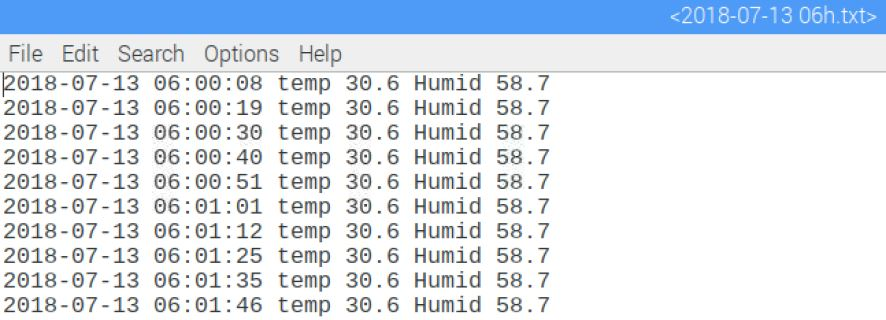 <2018-07-13 06h.txt>
File Edit Search Options Help
2018-07-13 06:00:08 temp 30.6 Humid 58.7
2018-07-13 06:00:19 temp 30.6 Humid 58.7
2018-07-13 06:00:30 temp 30.6 Humid 58.7
2018-07-13 06:00:40 temp 30.6 Humid 58.7
2018-07-13 06:00:51 temp 30.6 Humid 58.7
2018-07-13 06:01:01 temp 30.6 Humid 58.7
2018-07-13 06:01:12 temp 30.6 Humid 58.7
2018-07-13 06:01:25 temp 30.6 Humid 58.7
2018-07-13 06:01:35 temp 30.6 Humid 58.7
2018-07-13 06:01:46 temp 30.6 Humid 58.7